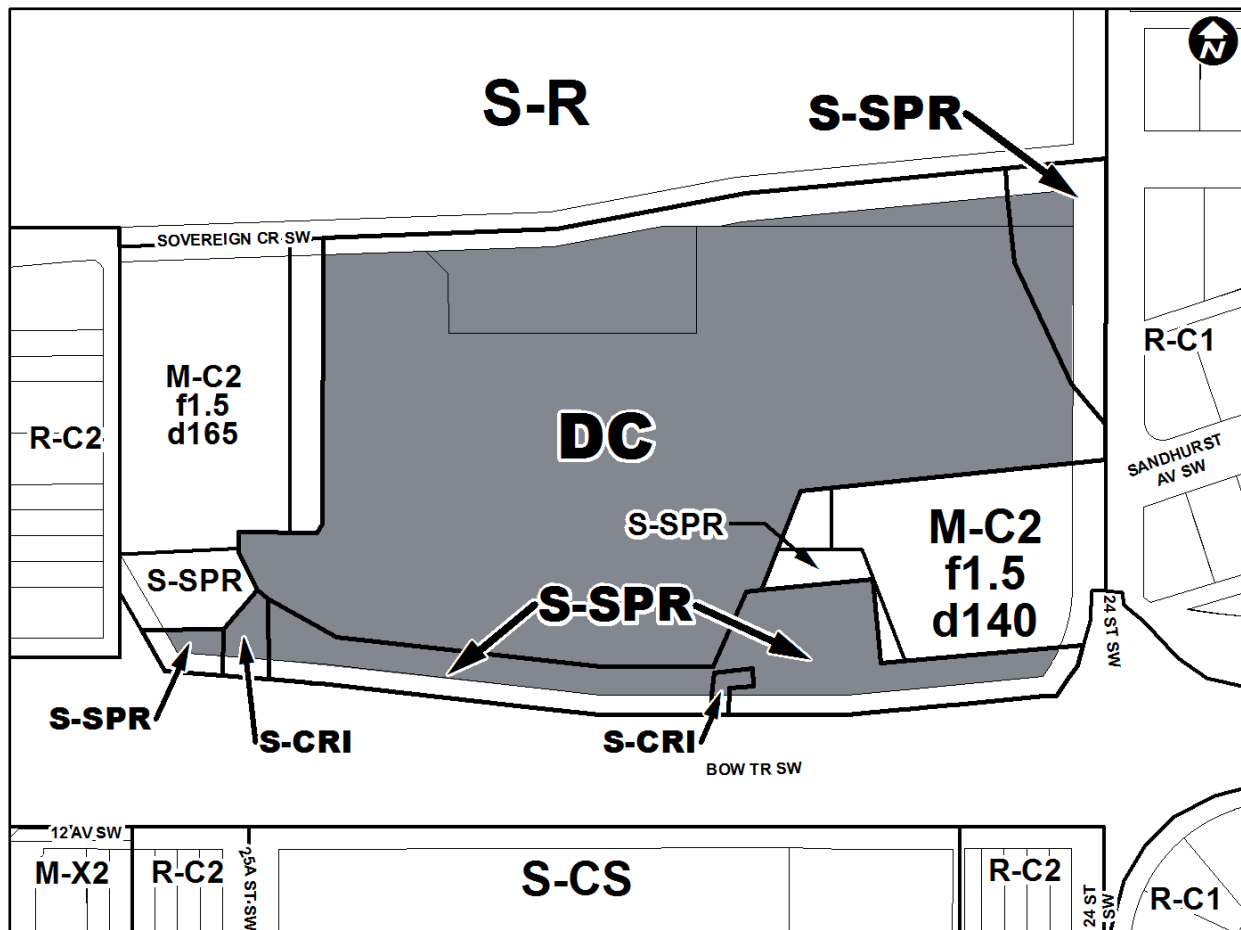 N
S-R
S-SPR
SOVEREIGN CR SW
R-C1
M-C2
f1.5
d165
R-C2
DC
SANDHURST
AV SW
S-SPR
M-C2
f1.5
d140
S-SPR
S-SPR
24 ST SW
S-SPR
S-CRI
S-CRI
BOW TR SW
12 AV SW
M-X2
R-C2
25A ST SW
S-CS
R-C2
24 ST
SW
R-C1